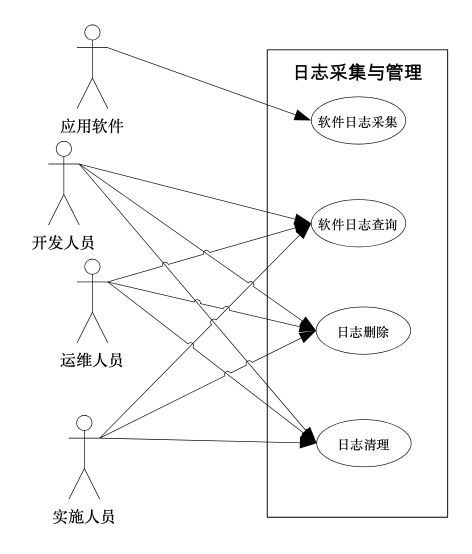 日志采集与管理
应用软件
软件日志采集
开发人员
软件日志查询
运维人员
日志删除
实施人员
日志清理